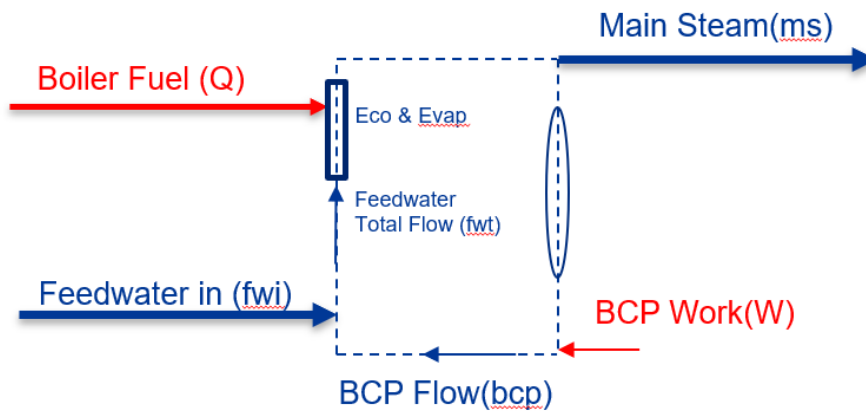 Main Steam(ms)
Boiler Fuel (Q)
Eco & Evap
Feedwater
Total Flow (fwt)
Feedwater in (fwi)
BCP Work(W)
BCP Flow(bcp)